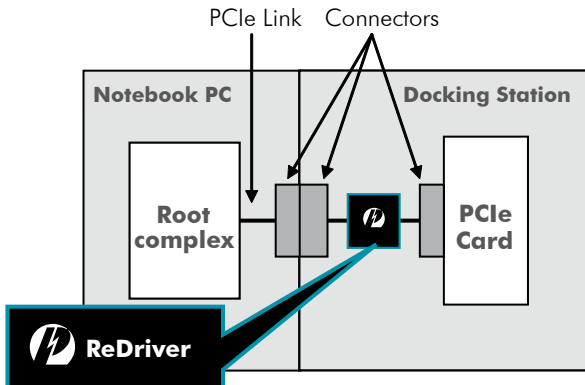 PCIe Link
Connectors
Notebook PC
Docking Station
Root
complex
PCIe
Card
ReDriver